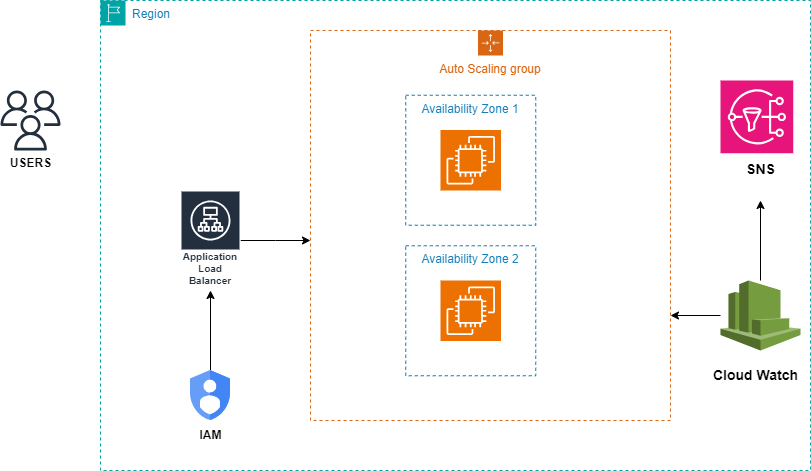 Region
Auto Scaling group
Availability Zone 1
USERS
SNS
Application
Load
Balancer
Availability Zone 2
Cloud Watch
IAM